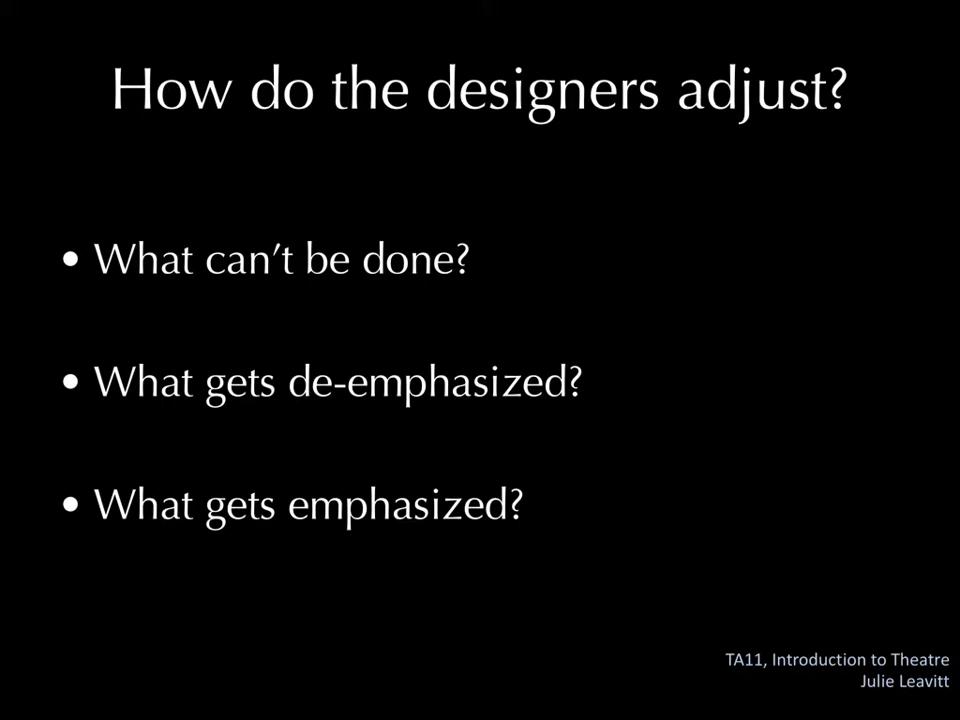 How do the designers adjust?
• What can’t be done?
• What gets de-emphasized?
• What gets emphasized?
TA11, Introduction to Theatre
Julie Leavitt